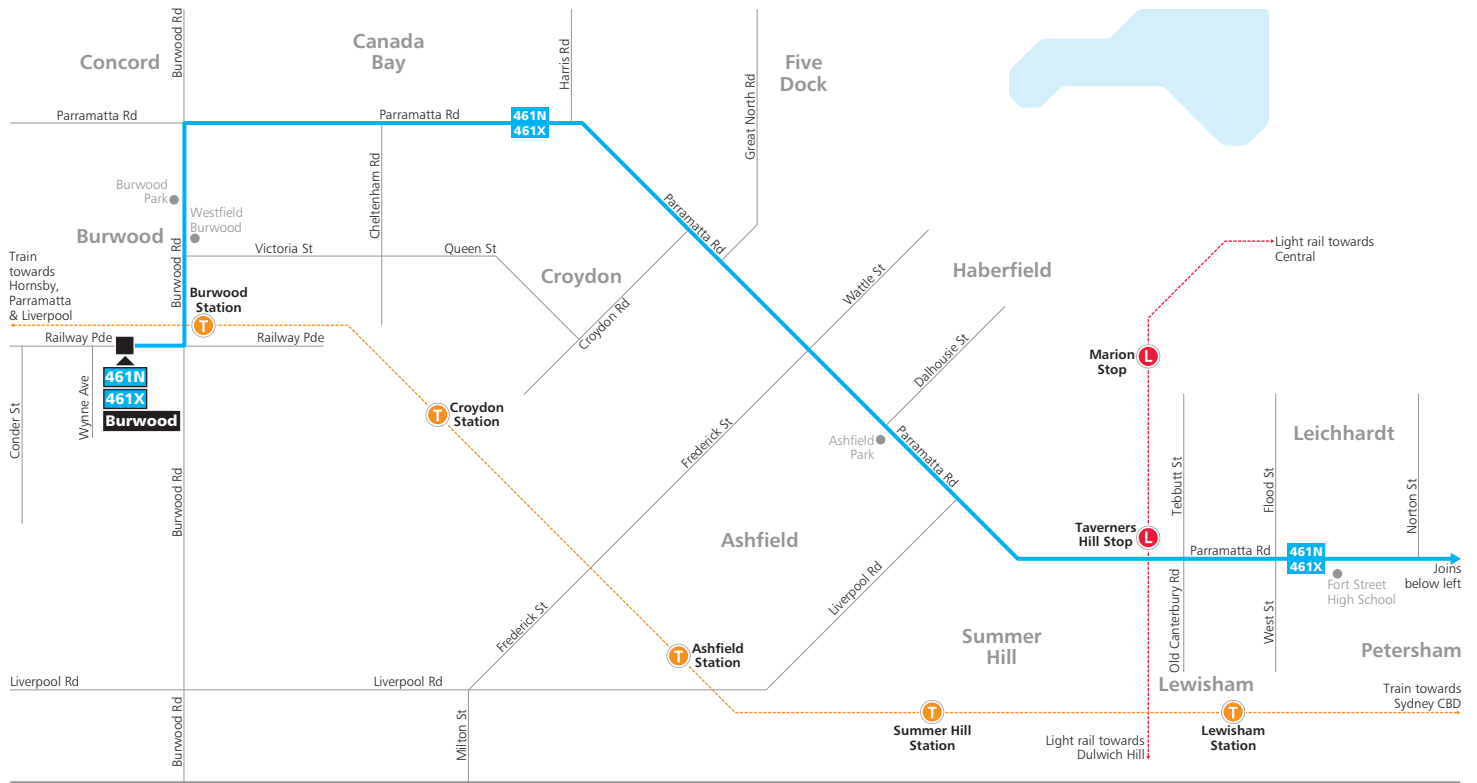 Concord
Burwood Rd
Canada
Bay
Harris Rd
Five
Dock
Great North Rd
Parramatta Rd
Parramatta Rd
461N
461X
Cheltenham Rd
Burwood
Park
Westfield
Burwood
Burwood
Burwood Rd
Victoria St
Queen St
Parramatta Rd
Croydon
Croydon Rd
Wattle St
Haberfield
Light rail towards
Central
Train
towards
Hornsby,
Parramatta
& Liverpool
Burwood
Station
T
Railway Pde
Railway Pde
461N
461X
Burwood
Conder St
Wynne Ave
T
Croydon
Station
Dalhousie St
Marion
Stop
L
Frederick St
Ashfield
Park
Parramatta Rd
Leichhardt
Burwood Rd
Tebbutt St
Flood St
Norton St
Ashfield
Taverners
Hill Stop
L
Parramatta Rd
461N
461X
Joins
below left
Fort Street
High School
Liverpool Rd
Old Canterbury Rd
West St
Frederick St
T
Ashfield
Station
Summer
Hill
Petersham
Liverpool Rd
Liverpool Rd
Lewisham
Train towards
Sydney CBD
Burwood Rd
Milton St
T
Summer Hill
Station
T
Lewisham
Station
Light rail towards
Dulwich Hill